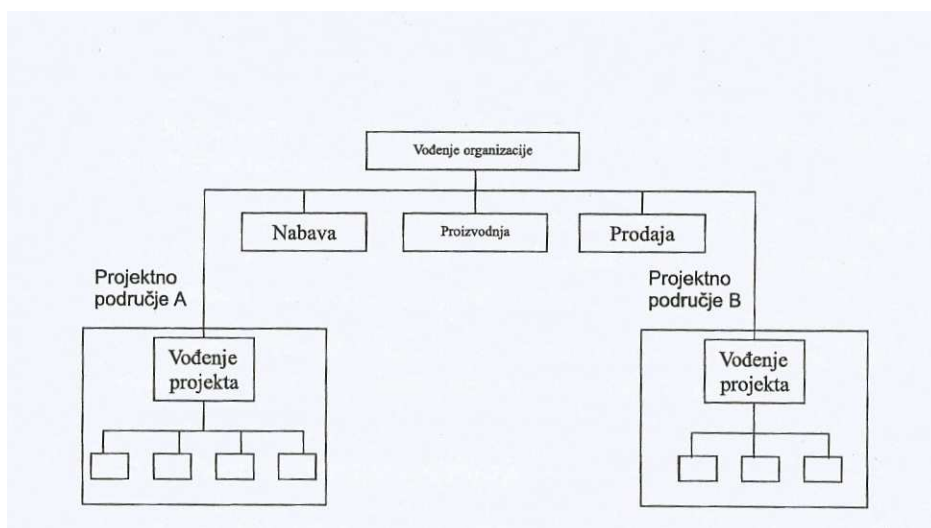 Vođenje organizacije
Nabava
Proizvodnja
Prodaja
Projektno
područje A
Projektno
područje B
Vođenje
projekta
Vođenje
projekta